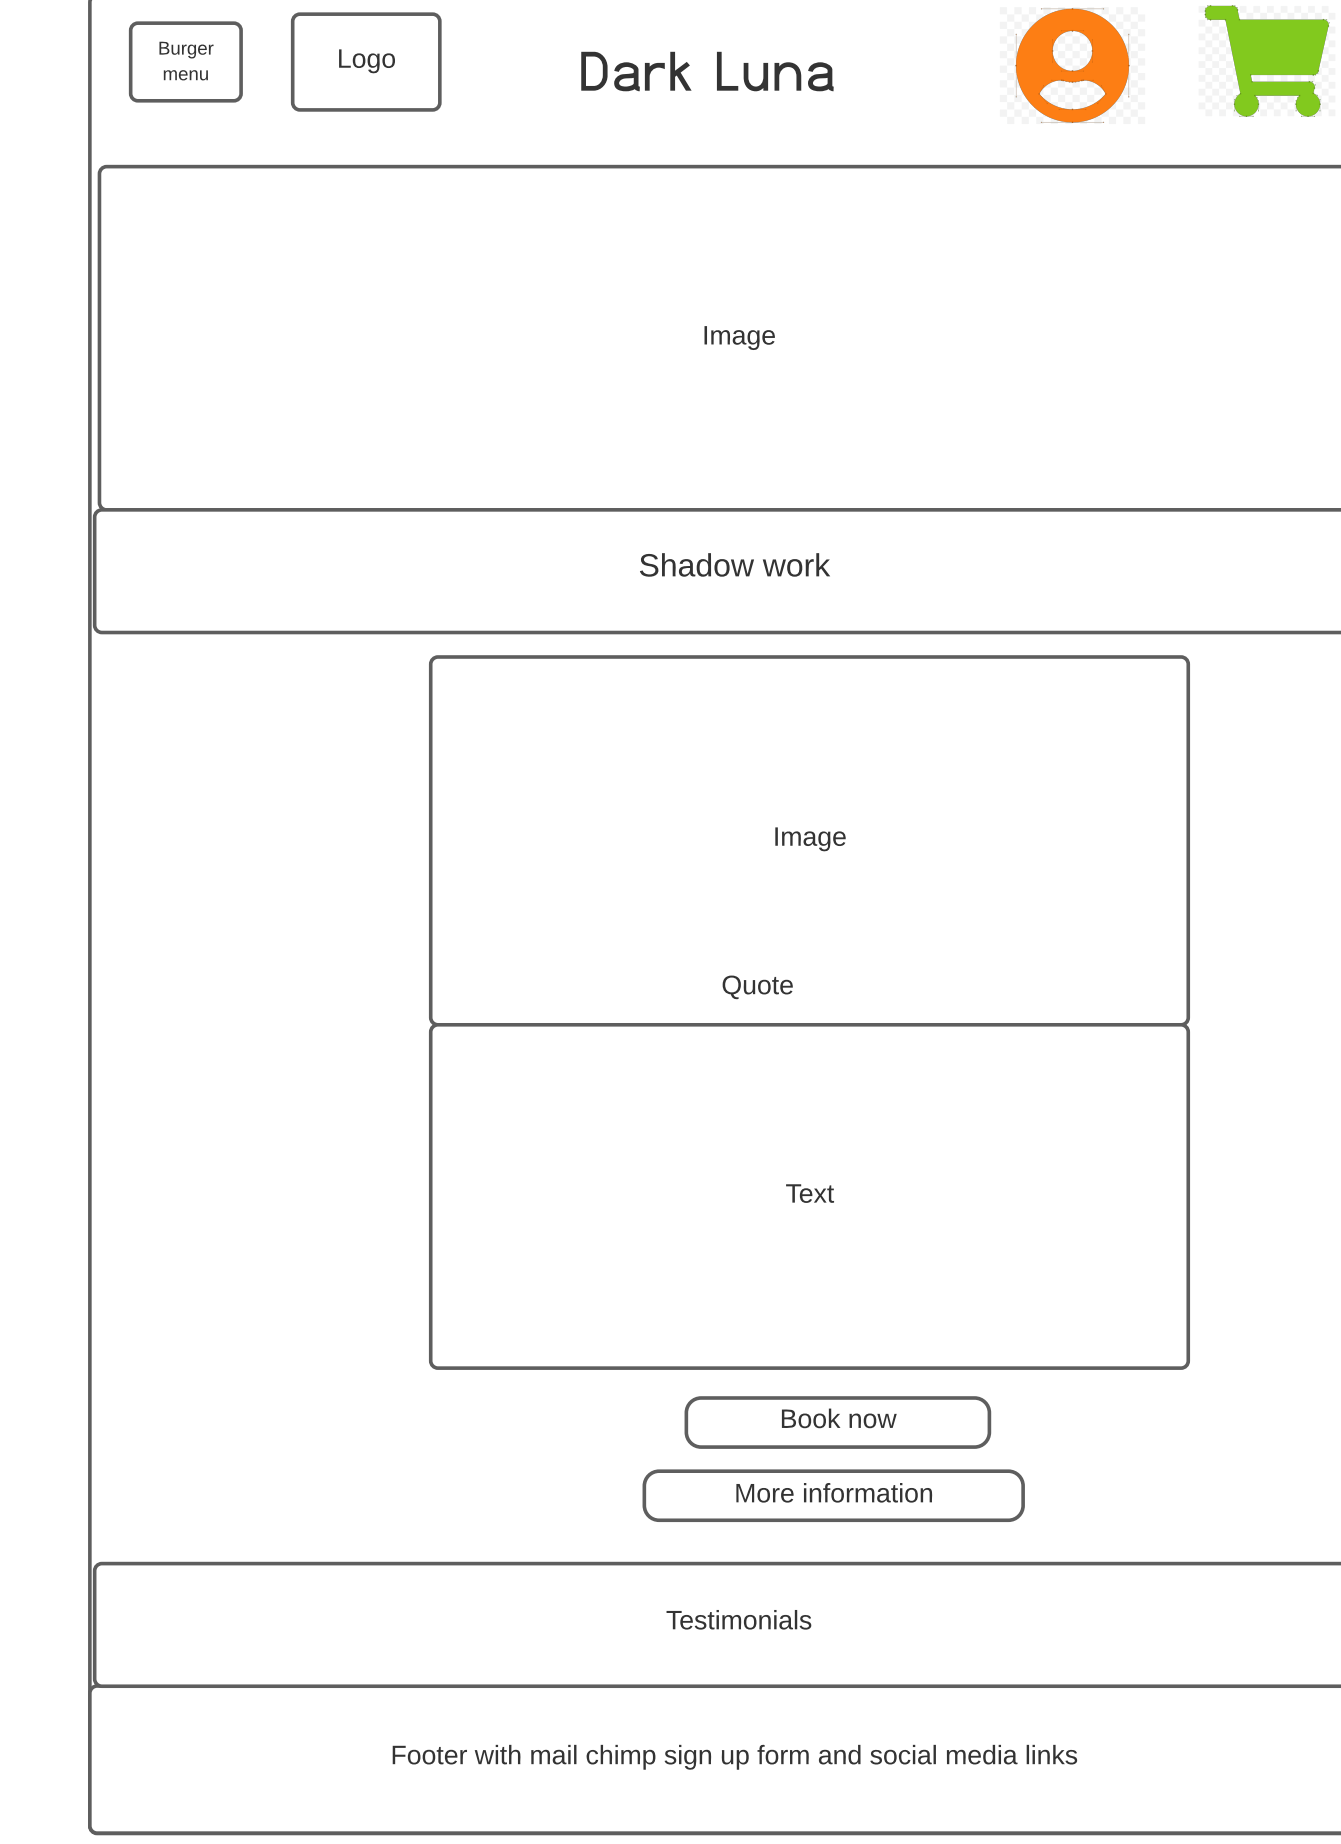 Burger
menu
Logo
Dark Luna
Image
Shadow work
Image
Quote
Text
Book now
More information
Testimonials
Footer with mail chimp sign up form and social media links